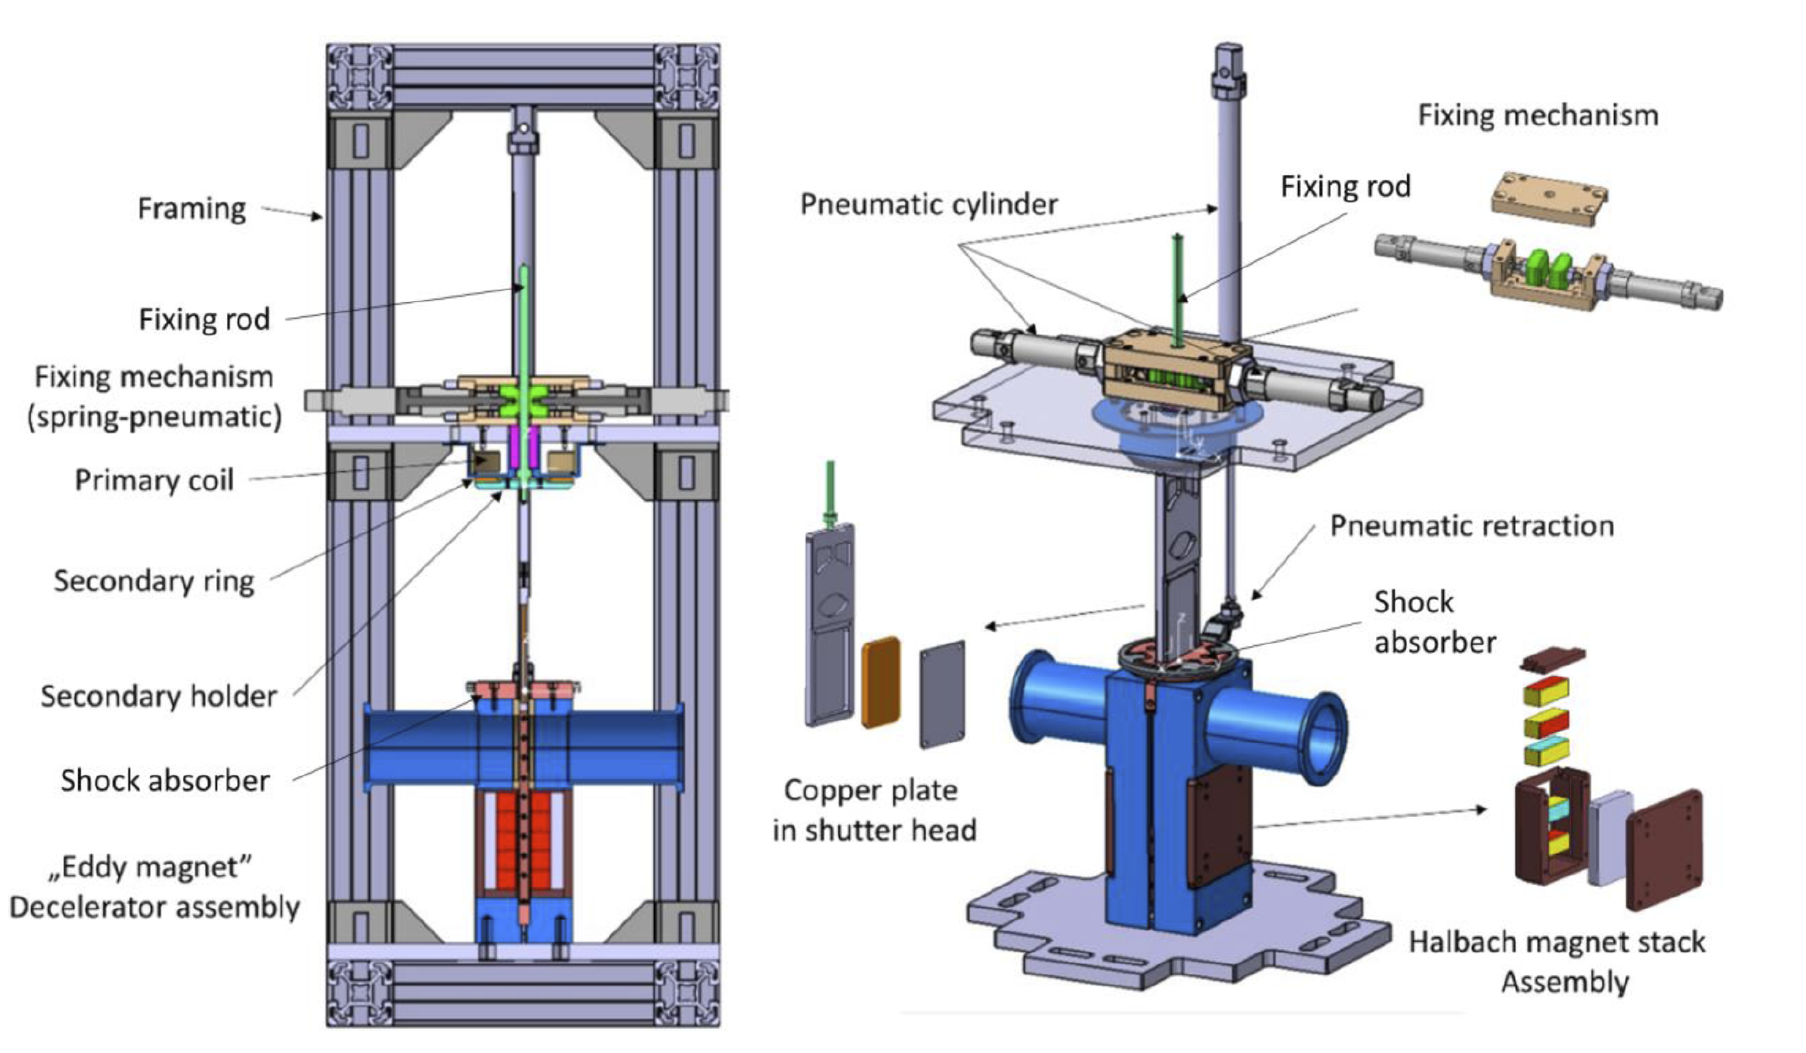 Framing
Fixing rod
Fixing mechanism
(spring-pneumatic)
Primary coil
Secondary ring
Secondary holder
Shock absorber
„Eddy magnet”
Decelerator assembly
Pneumatic cylinder
Fixing rod
Fixing mechanism
Pneumatic retraction
Shock
absorber
Copper plate
in shutter head
Halbach magnet stack
Assembly